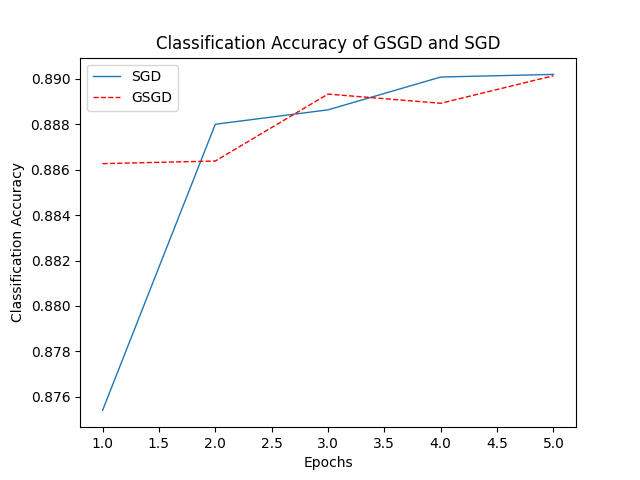 Classification Accuracy of GSGD and SGD
SGD
GSGD
0.890
0.888
0.886
0.884
0.882
0.880
0.878
0.876
Classification Accuracy
1.0 1.5 2.0 2.5 3.0 3.5 4.0 4.5 5.0
Epochs